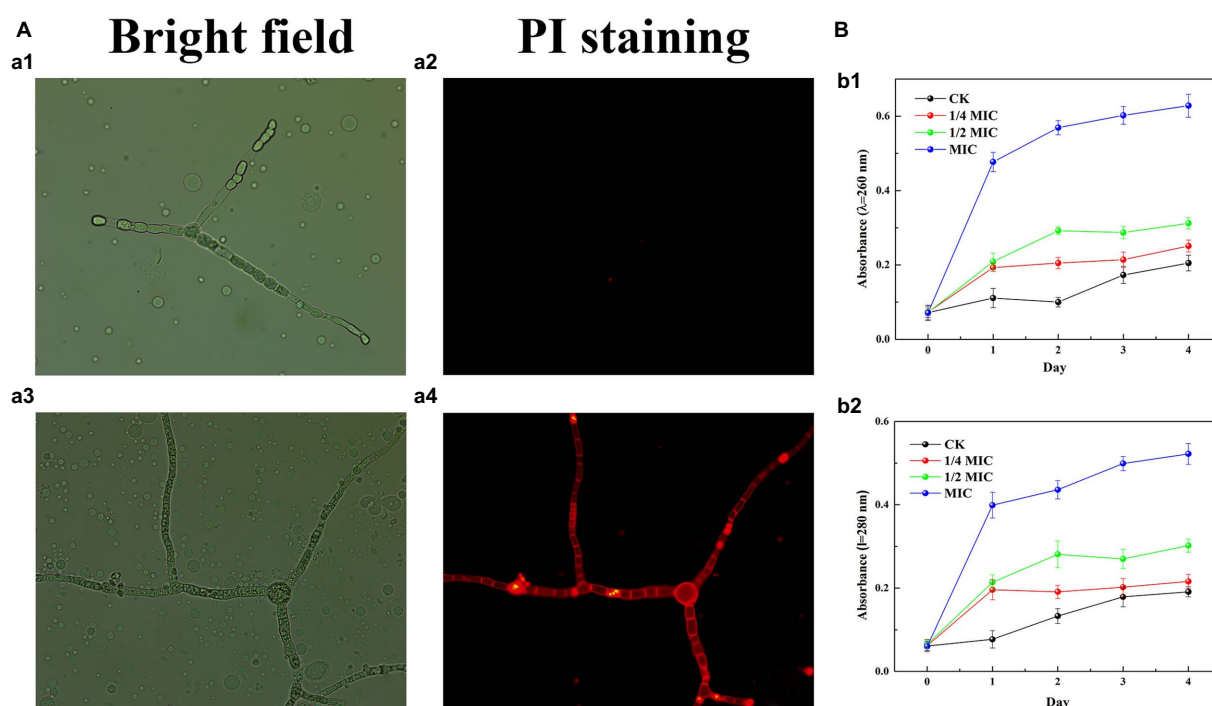 A
Bright field
PI staining
B
a1
a2
b1
CK
1/4 MIC
1/2 MIC
MIC
Absorbance (λ=260 nm)
0.6
0.4
0.2
0.0
0
1
2
3
4
Day
a3
a4
b2
CK
1/4 MIC
1/2 MIC
MIC
Absorbance (l=280 nm)
0.6
0.4
0.2
0.0
0
1
2
3
4
Day